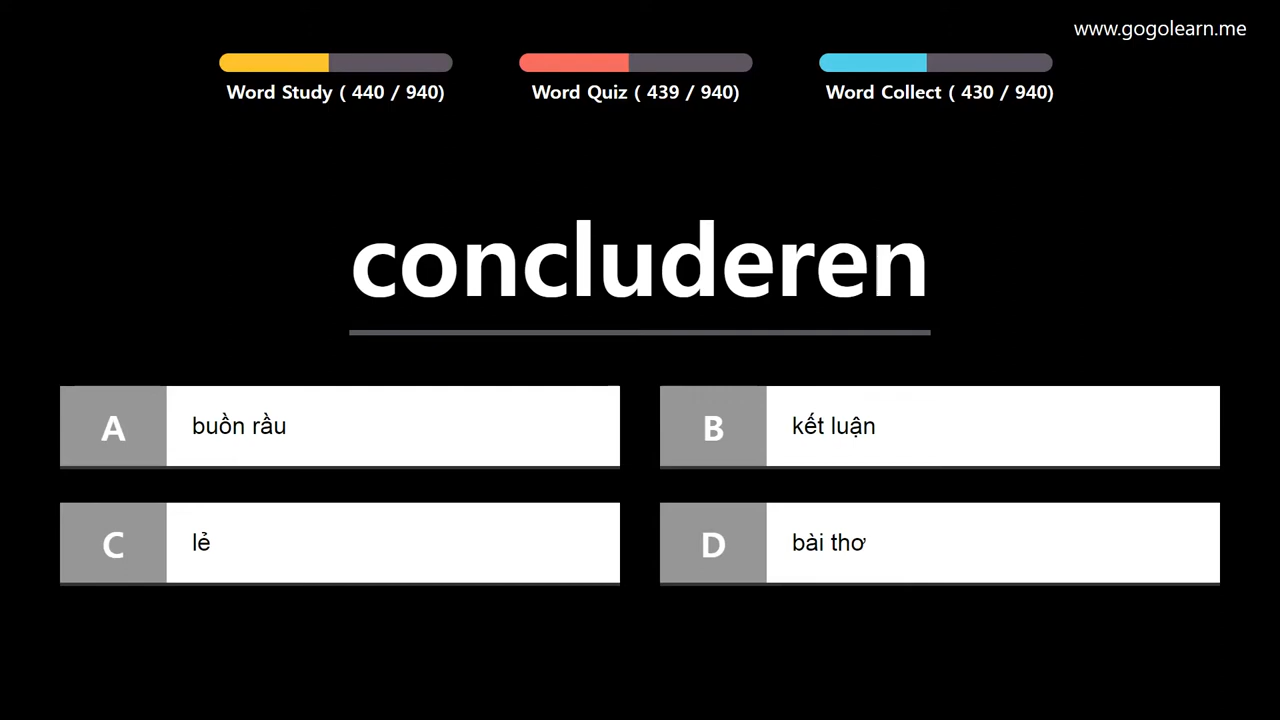 www.gogolearn.me
Word Study ( 440 / 940)
Word Quiz ( 439 / 940)
Word Collect ( 430 / 940)
concluderen
A buồn rầu
B kết luận
C lẻ
D bài thơ